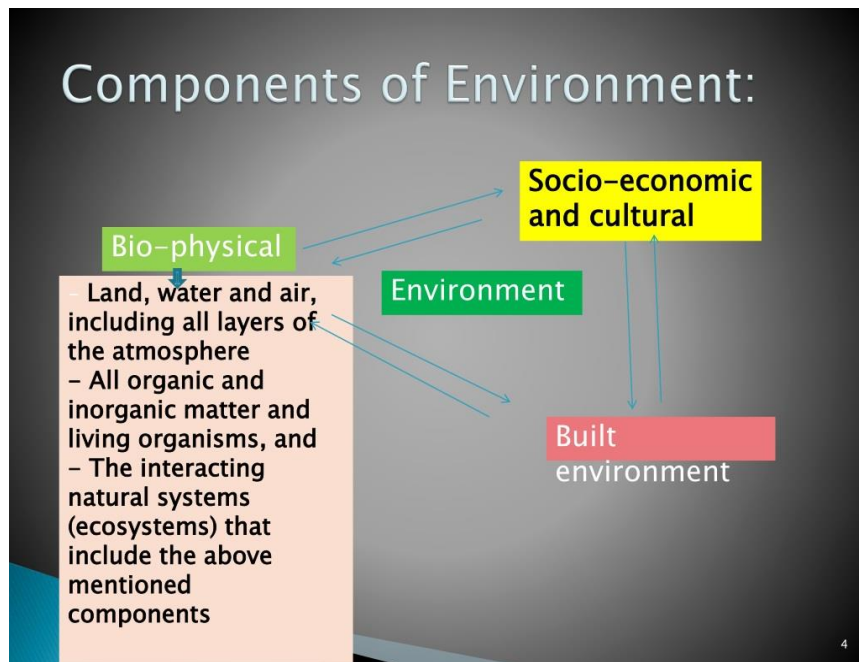 Components of Environment:
Socio-economic
and cultural
Bio-physical
Environment
- Land, water and air,
including all layers of
the atmosphere
- All organic and
inorganic matter and
living organisms, and
- The interacting
natural systems
(ecosystems) that
include the above
mentioned
components
Built
environment
4